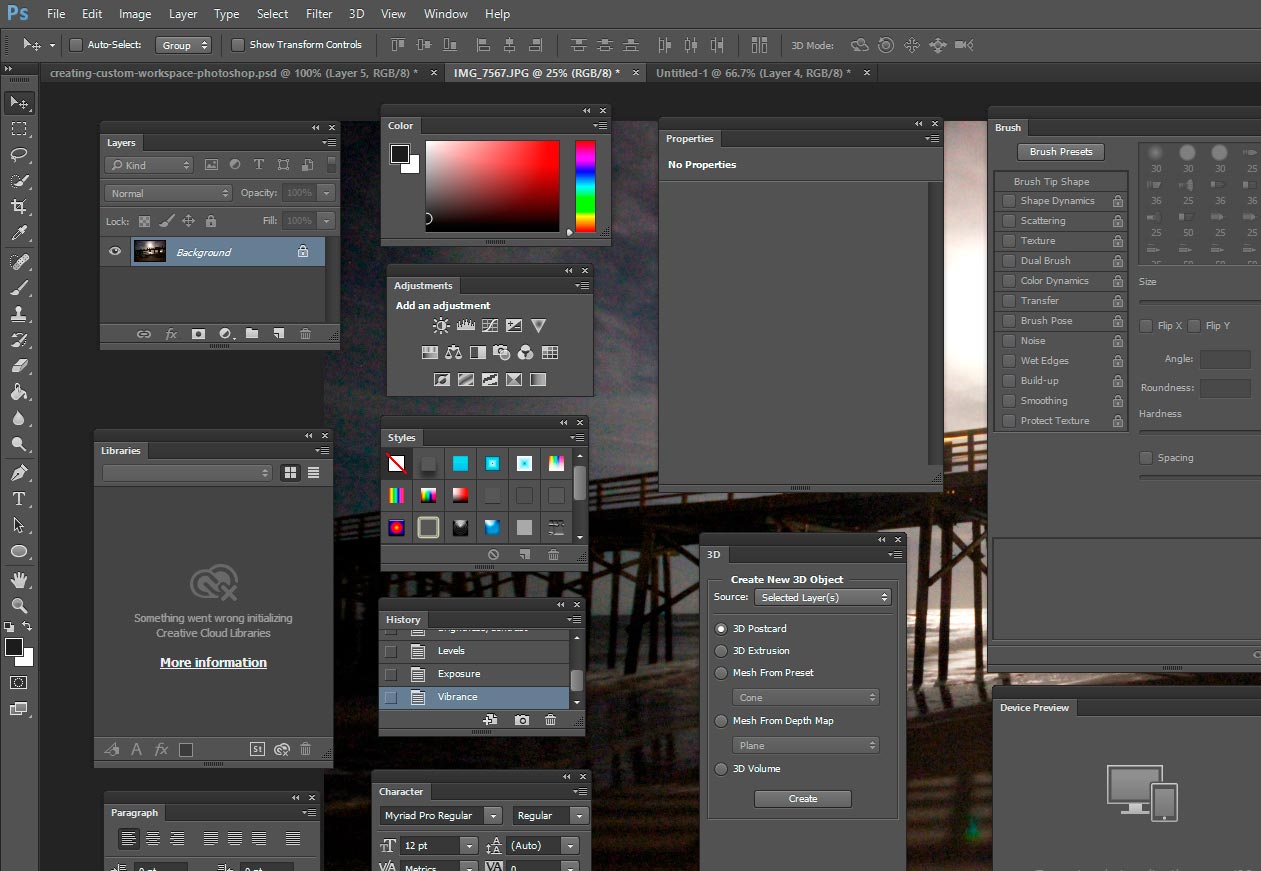 Ps File Edit Image Layer Type Select Filter 3D View Window Help
Auto-Select: Group Show Transform Controls 3D Mode:
creating-custom-workspace-photoshop.psd @ 100% (Layer 5, RGB/8) * × IMG_7567.JPG @ 25% (RGB/8) * × Untitled-1 @ 66.7% (Layer 4, RGB/8) * ×
Layers
Kind
Normal Opacity: 100%
Lock: Fill: 100%
Background
Color
Adjustments
Add an adjustment
Styles
History
Levels
Exposure
Vibrance
Libraries
Something went wrong initializing
Creative Cloud Libraries
More information
St
Paragraph
0 pt 0 pt
Character
Myriad Pro Regular Regular
12 pt (Auto)
Metrics 0
Properties
No Properties
3D
Create New 3D Object
Source: Selected Layer(s)
3D Postcard
3D Extrusion
Mesh From Preset
Cone
Mesh From Depth Map
Plane
3D Volume
Create
Brush
Brush Presets
Brush Tip Shape
Shape Dynamics
Scattering
Texture
Dual Brush
Color Dynamics
Transfer
Brush Pose
Noise
Wet Edges
Build-up
Smoothing
Protect Texture
30 30 30 25
36 25 36 36
25 50 25 25
Size
Flip X Flip Y
Angle:
Roundness:
Hardness
Spacing
Device Preview